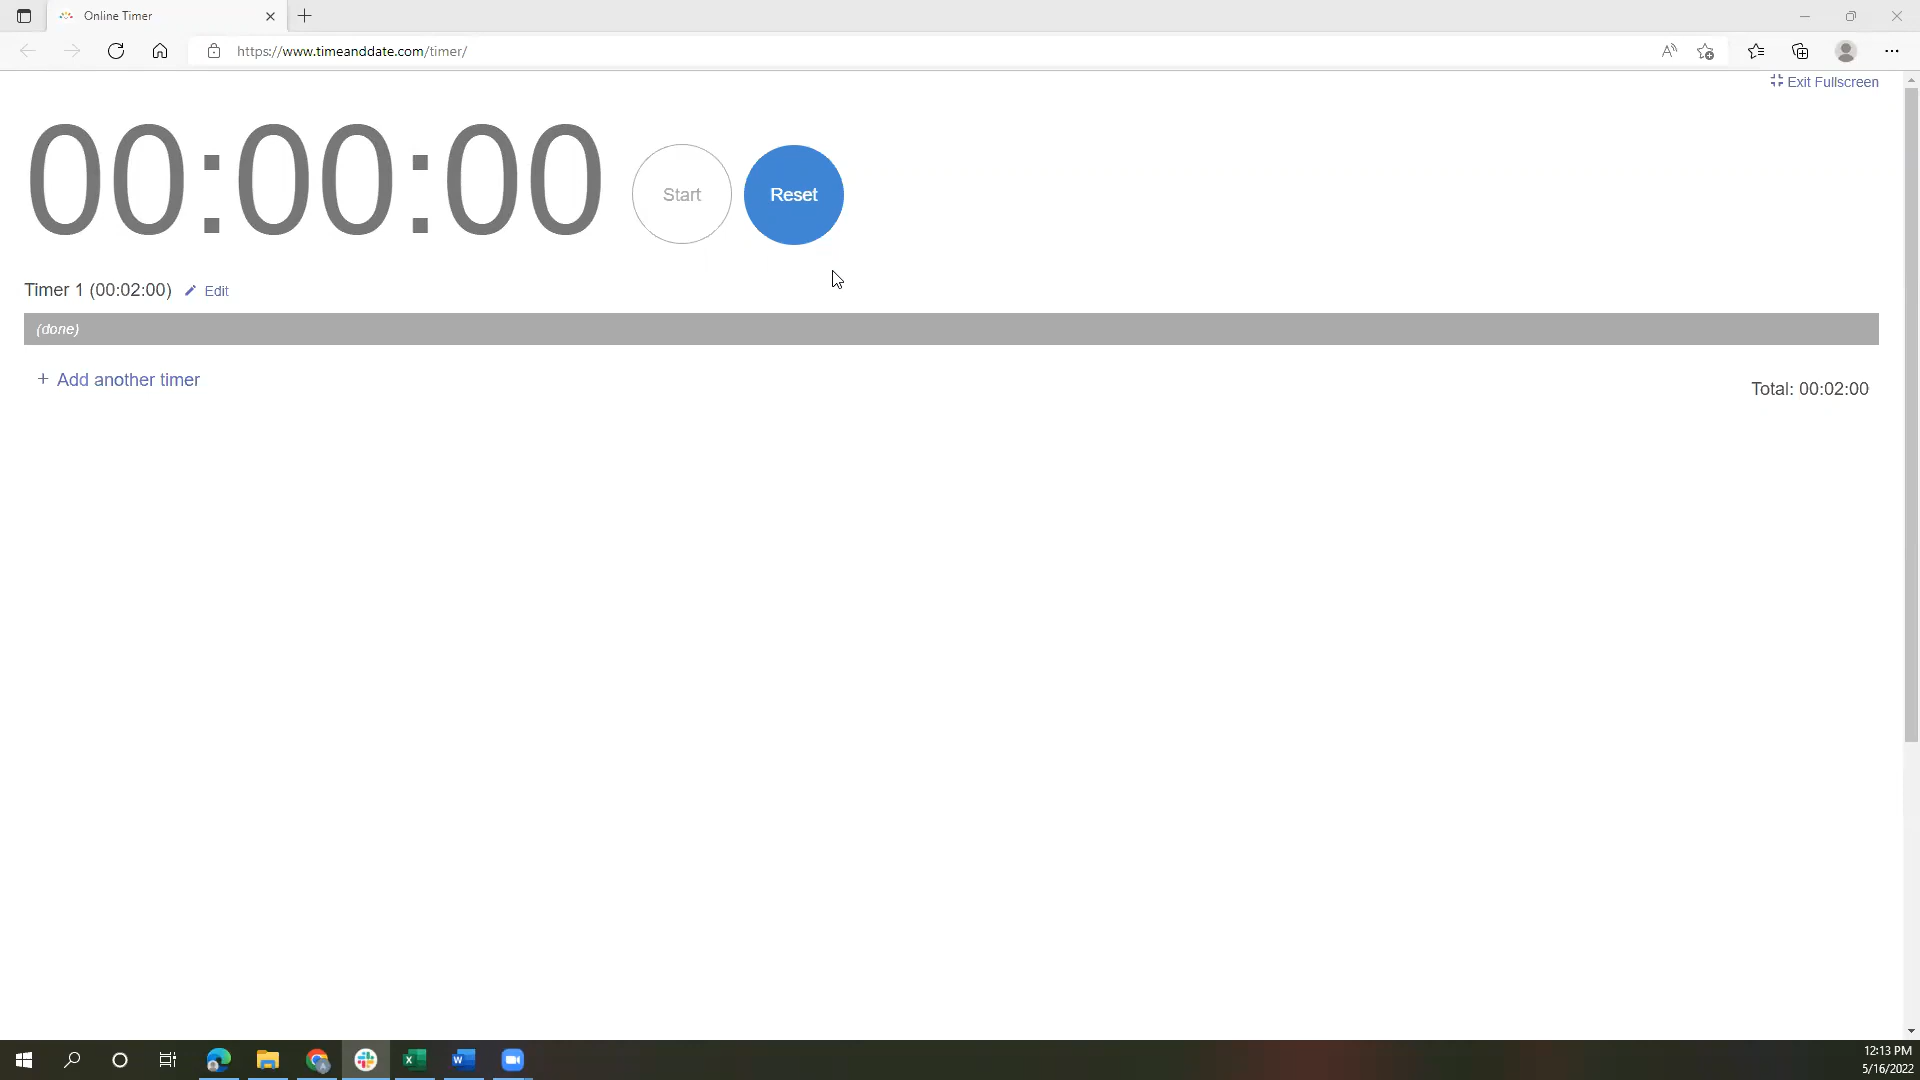 Online Timer
https://www.timeanddate.com/timer/
Exit Fullscreen
00:00:00
Start
Reset
Timer 1 (00:02:00)
Edit
(done)
+ Add another timer
Total: 00:02:00
12:13 PM
5/16/2022